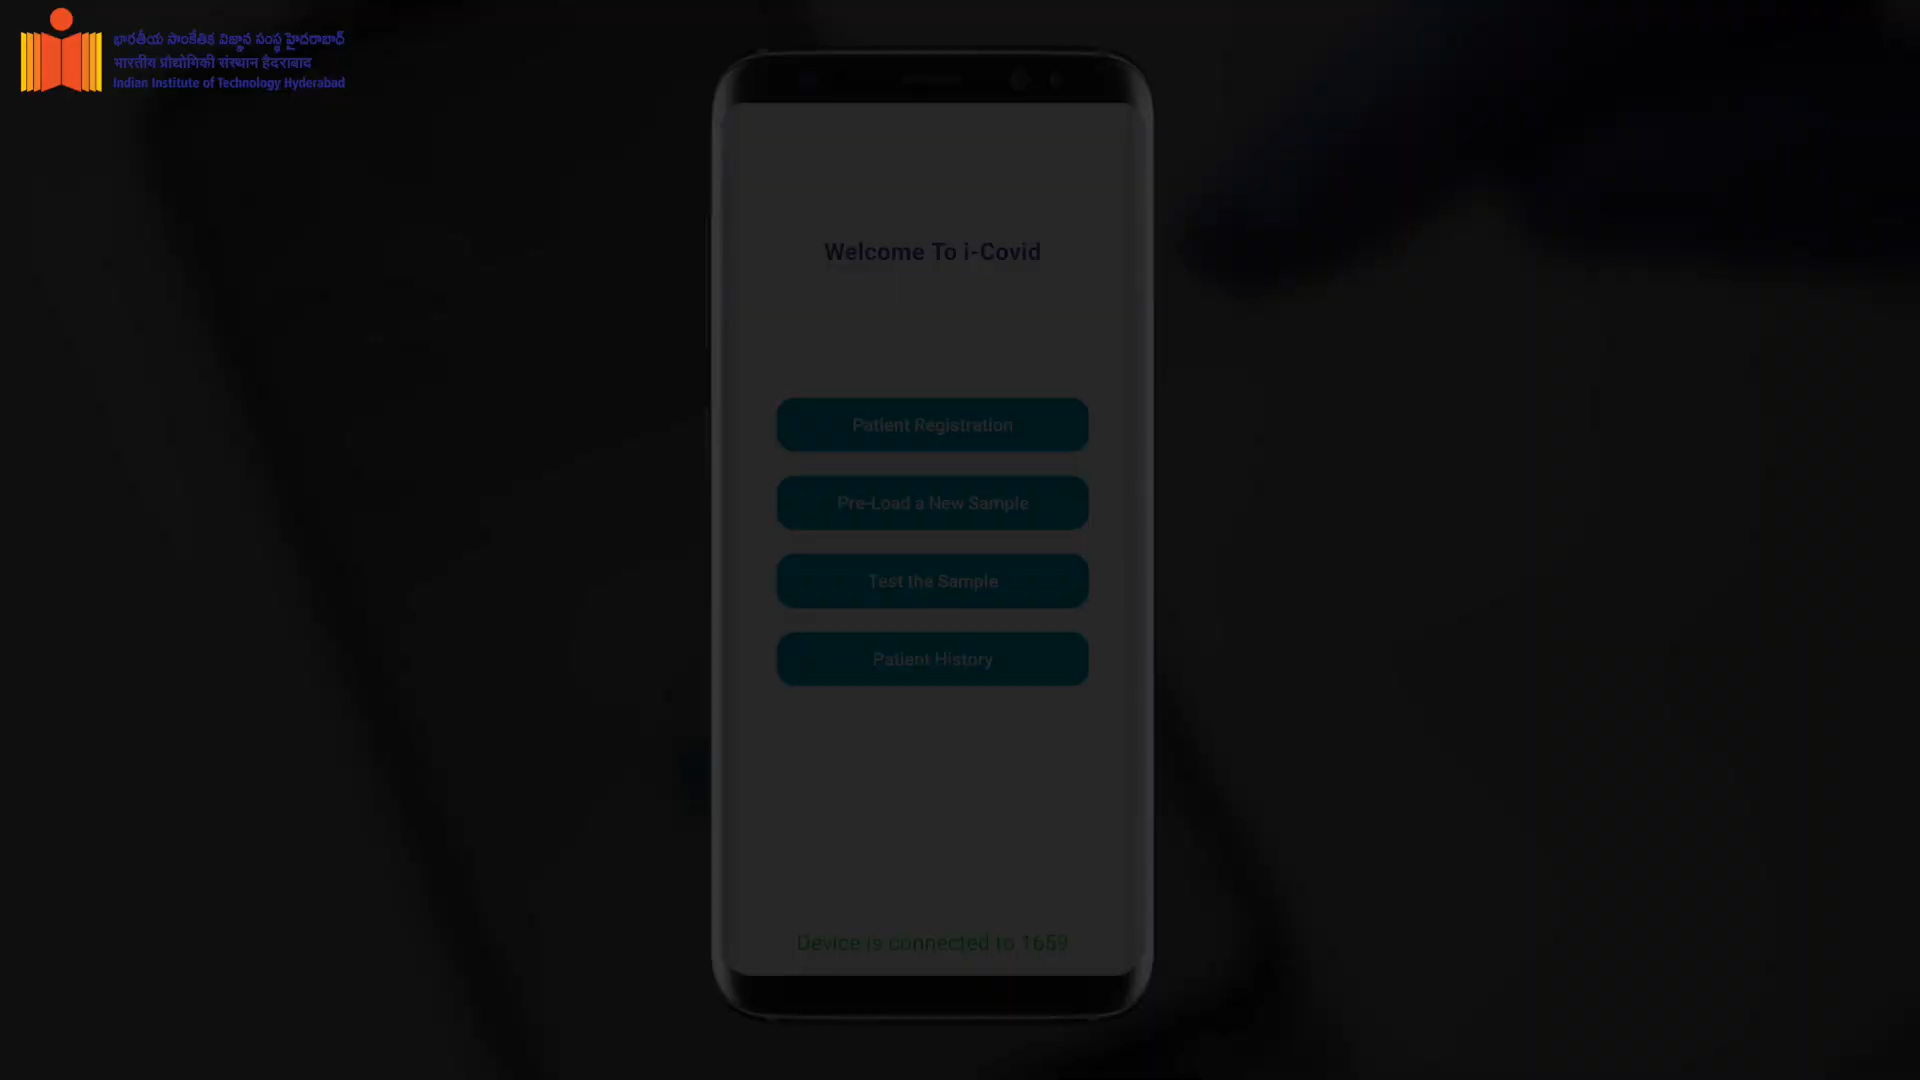 భారతీయ సాంకేతిక విజ్ఞాన సంస్థ హైదరాబాద్
भारतीय प्रौद्योगिकी संस्थान हैदराबाद
Indian Institute of Technology Hyderabad
Welcome To i-Covid
Patient Registration
Pre-Load a New Sample
Test the Sample
Patient History
Device is connected to 1659